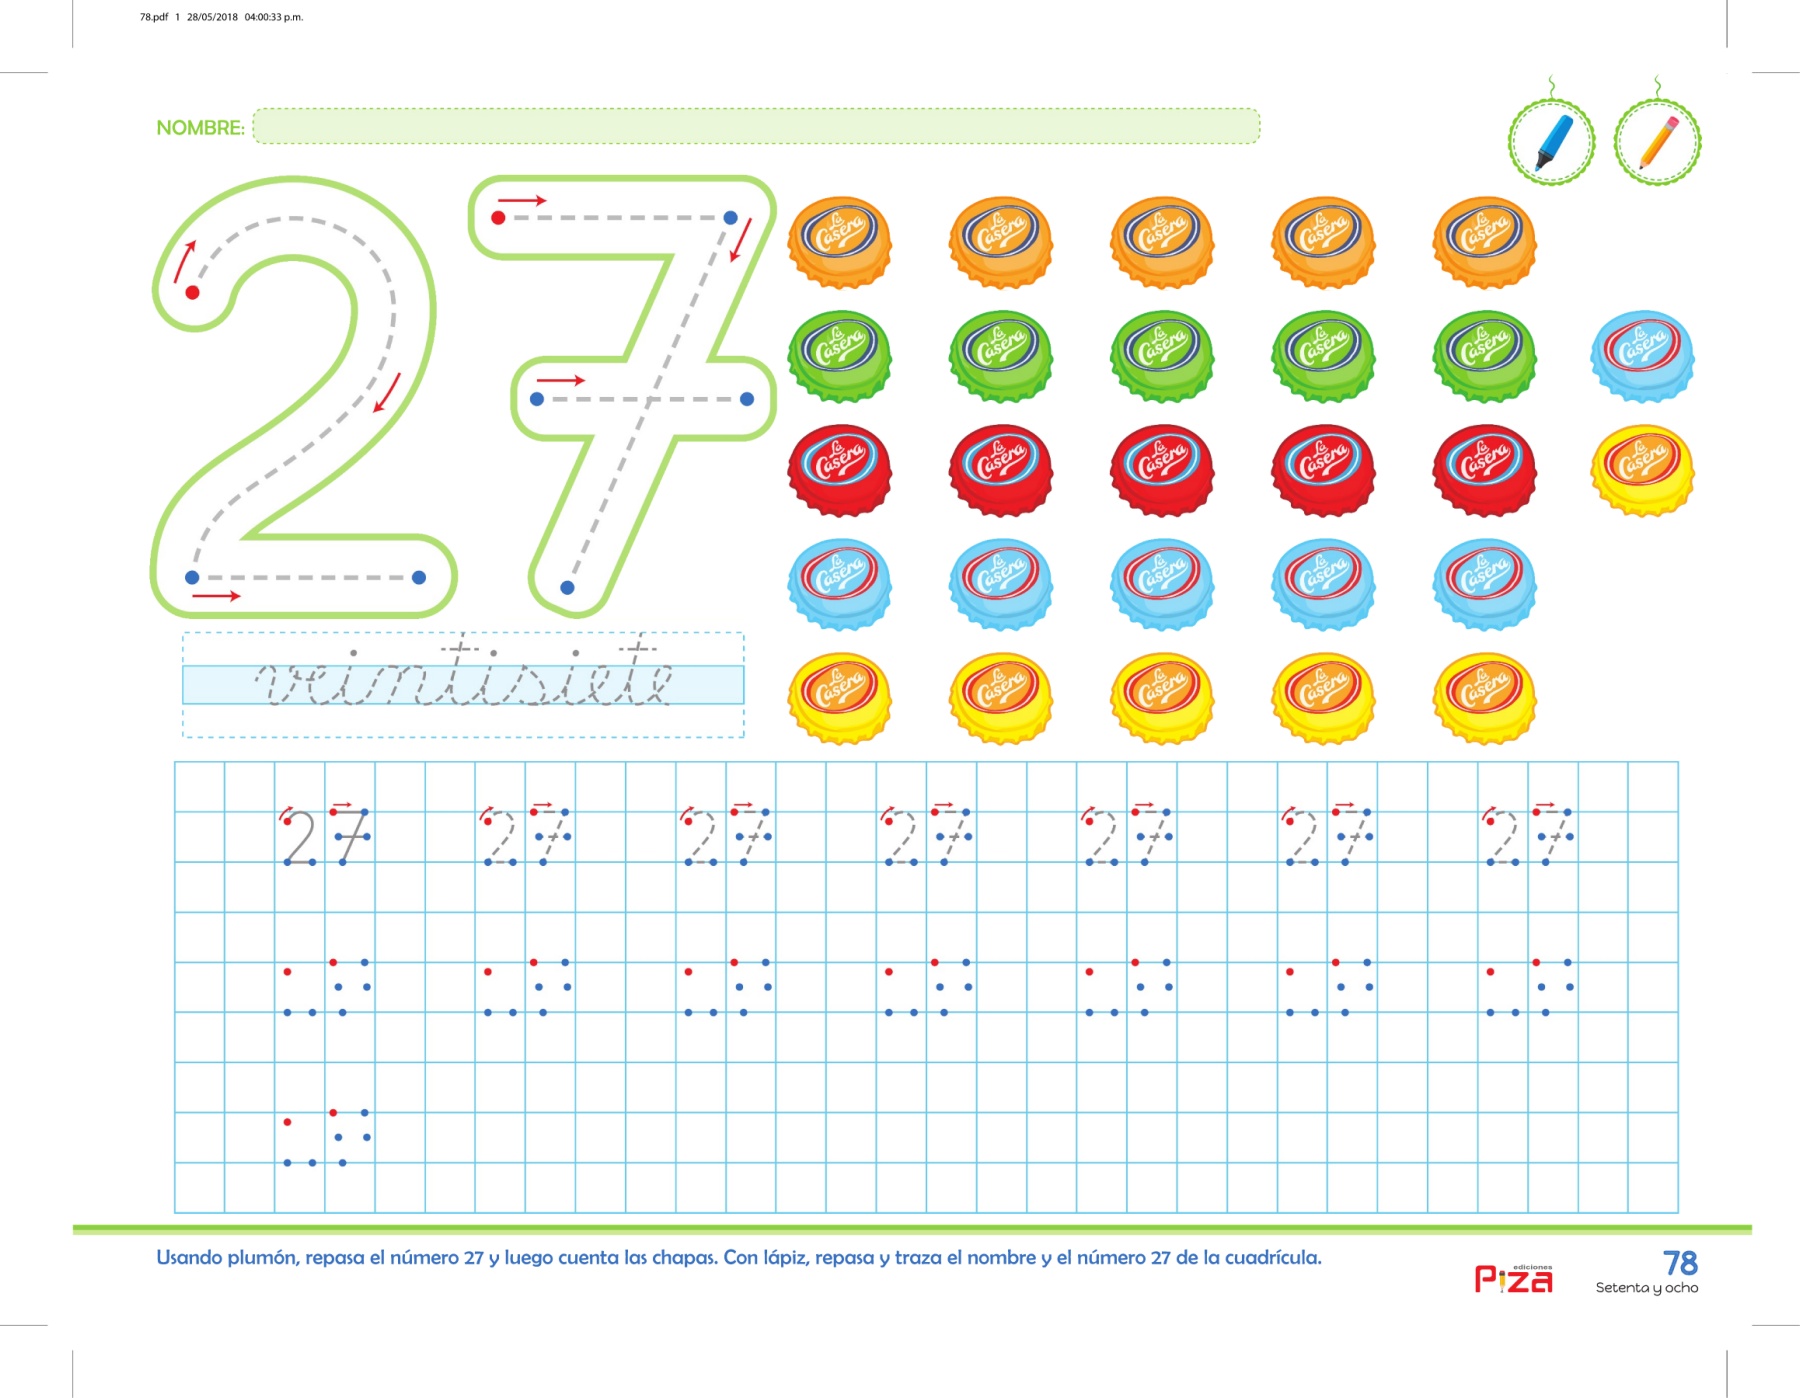 78.pdf 1 28/05/2018 04:00:33 p.m.
NOMBRE:
27
La Casera La Casera La Casera La Casera La Casera
La Casera La Casera La Casera La Casera La Casera La Casera
La Casera La Casera La Casera La Casera La Casera La Casera
La Casera La Casera La Casera La Casera La Casera
veintisiete
La Casera La Casera La Casera La Casera La Casera
27 27 27 27 27 27 27
Usando plumón, repasa el número 27 y luego cuenta las chapas. Con lápiz, repasa y traza el nombre y el número 27 de la cuadrícula.
ediciones
Piza
78
Setenta y ocho